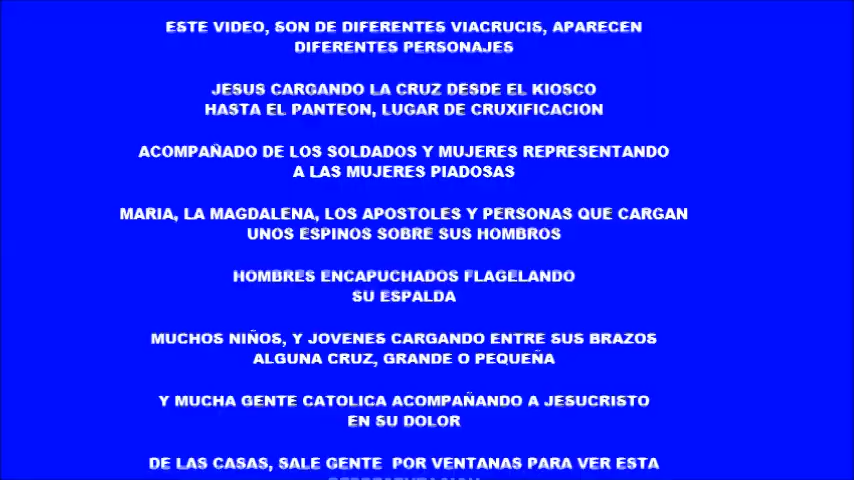 ESTE VIDEO, SON DE DIFERENTES VIACRUCIS, APARECEN
DIFERENTES PERSONAJES
JESUS CARGANDO LA CRUZ DESDE EL KIOSCO
HASTA EL PANTEON, LUGAR DE CRUXIFICACION
ACOMPAÑADO DE LOS SOLDADOS Y MUJERES REPRESENTANDO
A LAS MUJERES PIADOSAS
MARIA, LA MAGDALENA, LOS APOSTOLES Y PERSONAS QUE CARGAN
UNOS ESPINOS SOBRE SUS HOMBROS
HOMBRES ENCAPUCHADOS FLAGELANDO
SU ESPALDA
MUCHOS NIÑOS, Y JOVENES CARGANDO ENTRE SUS BRAZOS
ALGUNA CRUZ, GRANDE O PEQUEÑA
Y MUCHA GENTE CATOLICA ACOMPAÑANDO A JESUCRISTO
EN SU DOLOR
DE LAS CASAS, SALE GENTE POR VENTANAS PARA VER ESTA